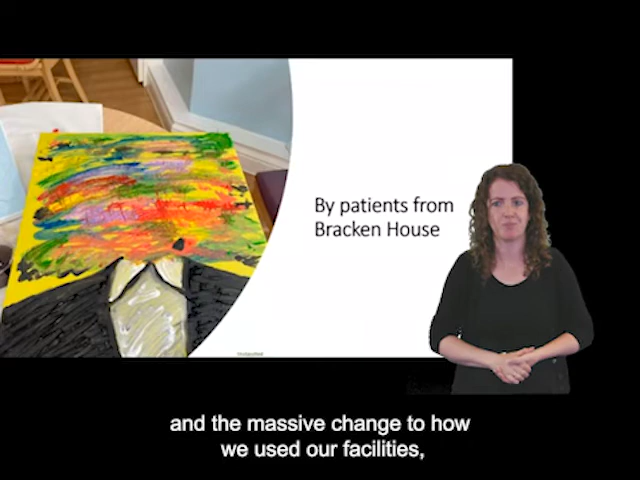 By patients from
Bracken House
and the massive change to how
we used our facilities,